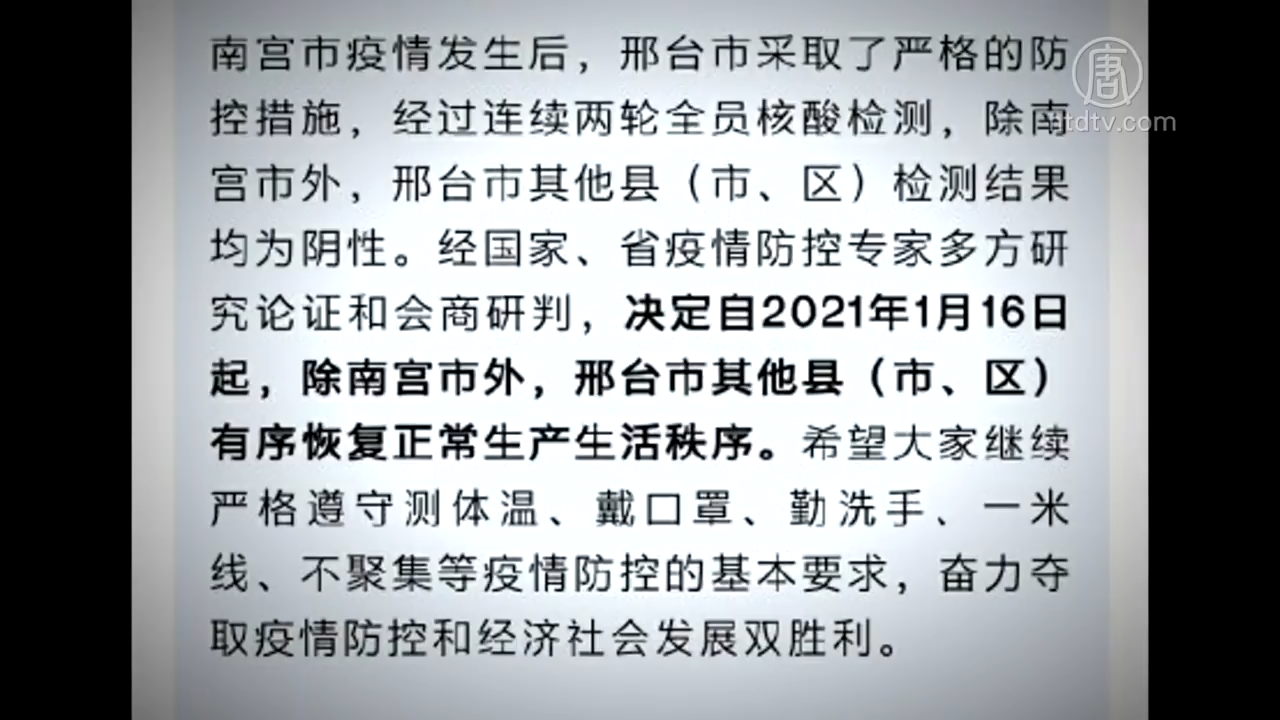 南宫市疫情发生后，邢台市采取了严格的防
控措施，经过连续两轮全员核酸检测，除南
宫市外，邢台市其他县（市、区）检测结果
均为阴性。经国家、省疫情防控专家多方研
究论证和会商研判，决定自2021年1月16日
起，除南宫市外，邢台市其他县（市、区）
有序恢复正常生产生活秩序。希望大家继续
严格遵守测体温、戴口罩、勤洗手、一米
线、不聚集等疫情防控的基本要求，奋力夺
取疫情防控和经济社会发展双胜利。
唐
ntdtv.com